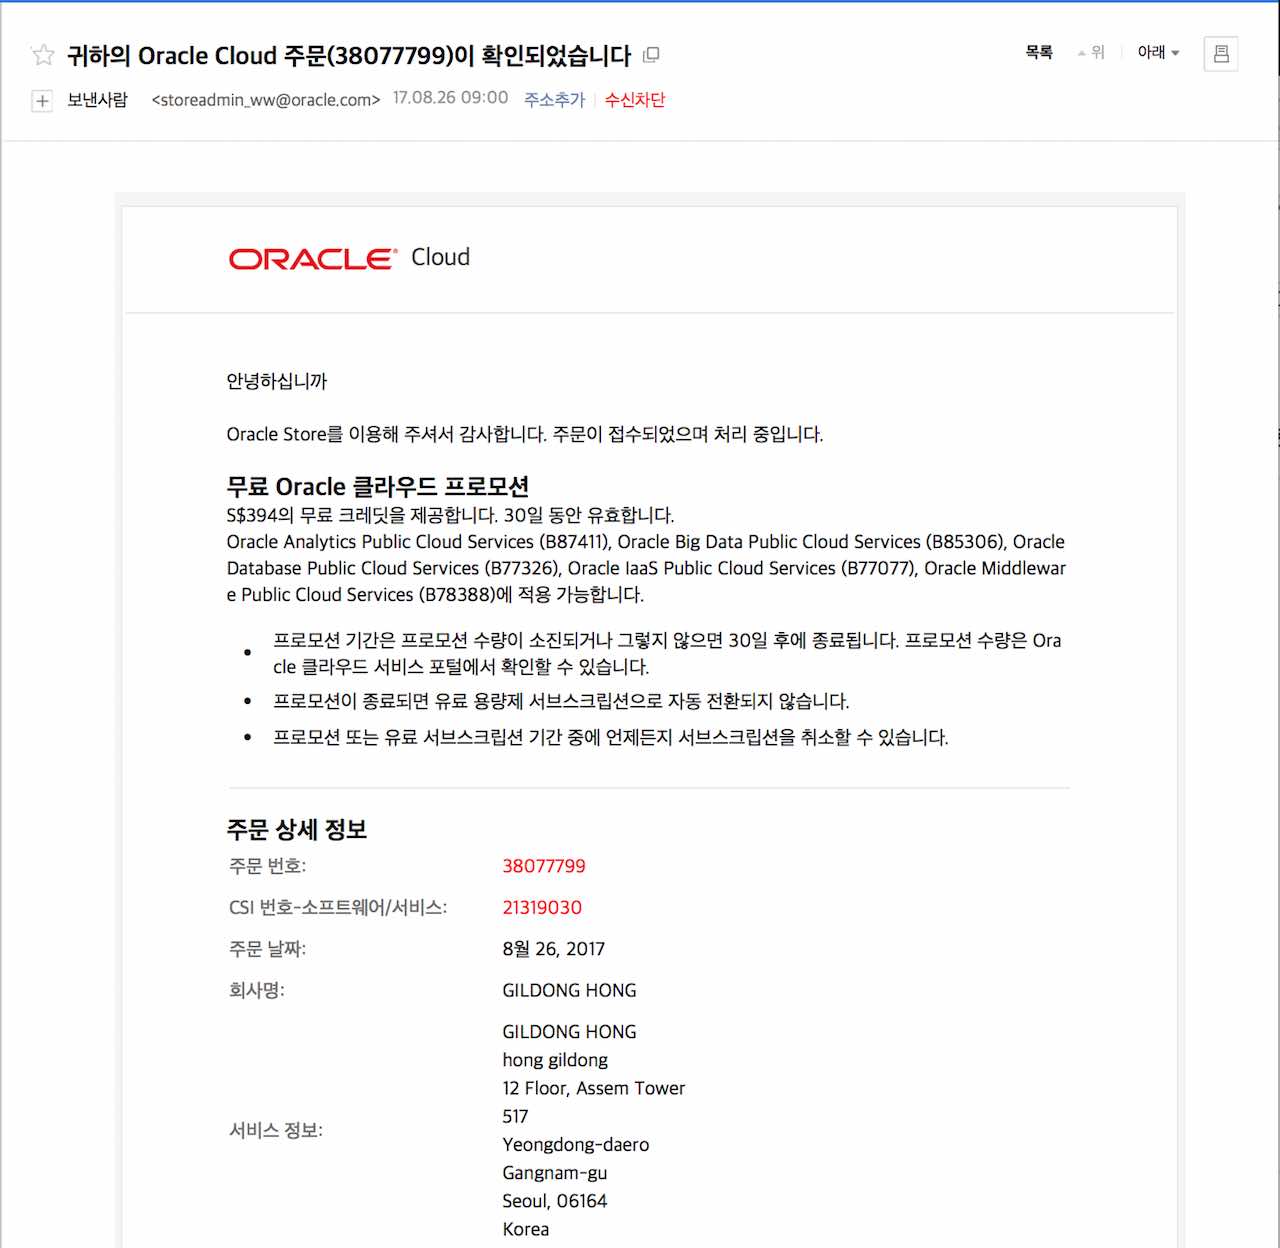 귀하의 Oracle Cloud 주문(38077799)이 확인되었습니다
목록 위 아래
보낸사람 <storeadmin_ww@oracle.com> 17.08.26 09:00 주소추가 수신차단
ORACLE® Cloud
안녕하십니까
Oracle Store를 이용해 주셔서 감사합니다. 주문이 접수되었으며 처리 중입니다.
무료 Oracle 클라우드 프로모션
S$394의 무료 크레딧을 제공합니다. 30일 동안 유효합니다.
Oracle Analytics Public Cloud Services (B87411), Oracle Big Data Public Cloud Services (B85306), Oracle
Database Public Cloud Services (B77326), Oracle IaaS Public Cloud Services (B77077), Oracle Middlewar
e Public Cloud Services (B78388)에 적용 가능합니다.
• 프로모션 기간은 프로모션 수량이 소진되거나 그렇지 않으면 30일 후에 종료됩니다. 프로모션 수량은 Ora
cle 클라우드 서비스 포털에서 확인할 수 있습니다.
• 프로모션이 종료되면 유료 용량제 서브스크립션으로 자동 전환되지 않습니다.
• 프로모션 또는 유료 서브스크립션 기간 중에 언제든지 서브스크립션을 취소할 수 있습니다.
주문 상세 정보
주문 번호: 38077799
CSI 번호-소프트웨어/서비스: 21319030
주문 날짜: 8월 26, 2017
회사명: GILDONG HONG
서비스 정보:
GILDONG HONG
hong gildong
12 Floor, Assem Tower
517
Yeongdong-daero
Gangnam-gu
Seoul, 06164
Korea